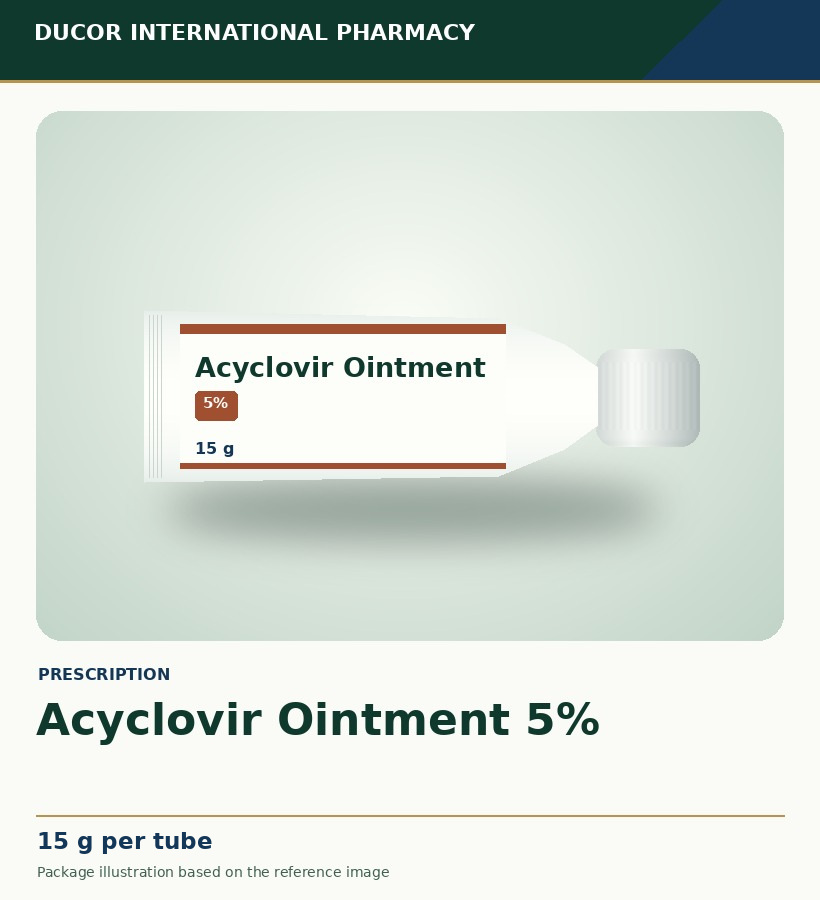 DUCOR INTERNATIONAL PHARMACY
Acyclovir Ointment
5%
15 g
PRESCRIPTION
Acyclovir Ointment 5%
15 g per tube
Package illustration based on the reference image